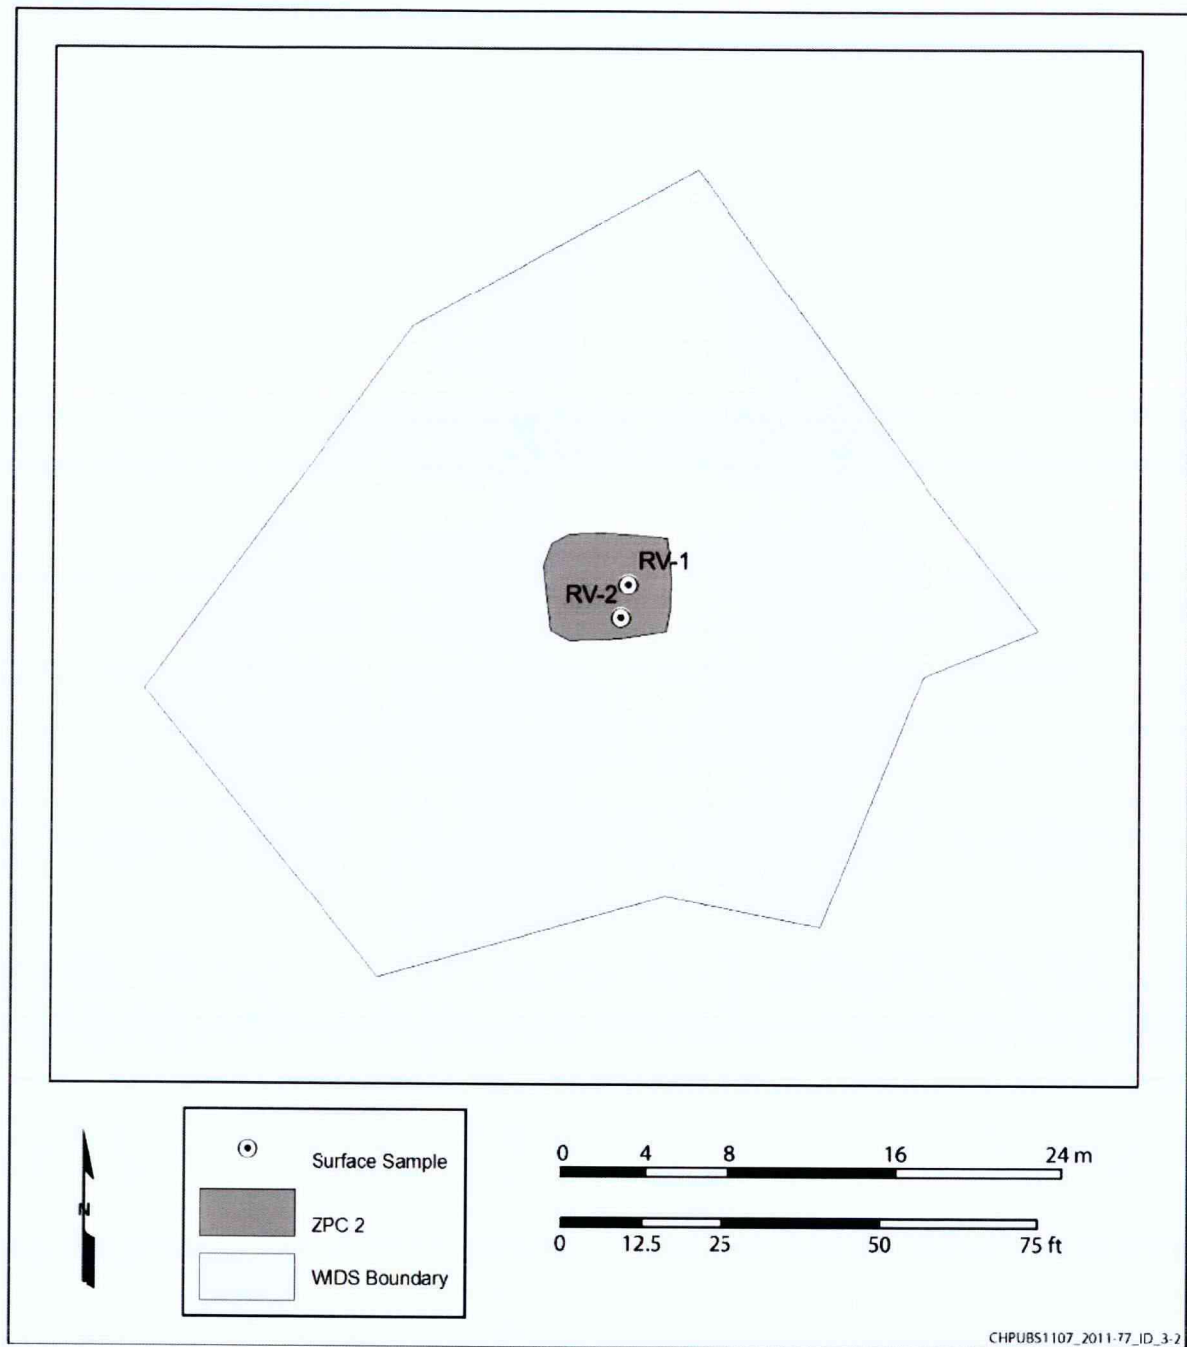 RV-1
RV-2
Surface Sample
ZPC 2
WIDS Boundary
N
0 4 8 16 24 m
0 12.5 25 50 75 ft
CHPUBS1107_2011-77_ID_3-2